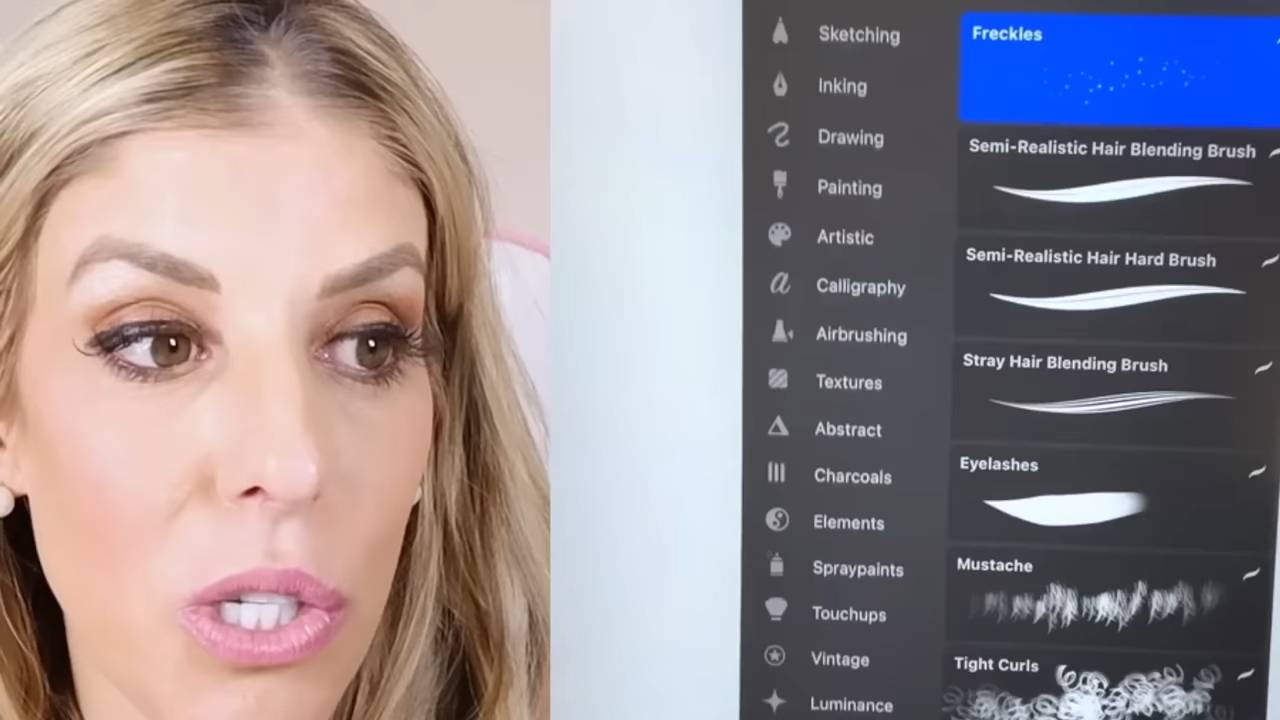 Sketching
Inking
Drawing
Painting
Artistic
Calligraphy
Airbrushing
Textures
Abstract
Charcoals
Elements
Spraypaints
Touchups
Vintage
Luminance
Freckles
Semi-Realistic Hair Blending Brush
Semi-Realistic Hair Hard Brush
Stray Hair Blending Brush
Eyelashes
Mustache
Tight Curls